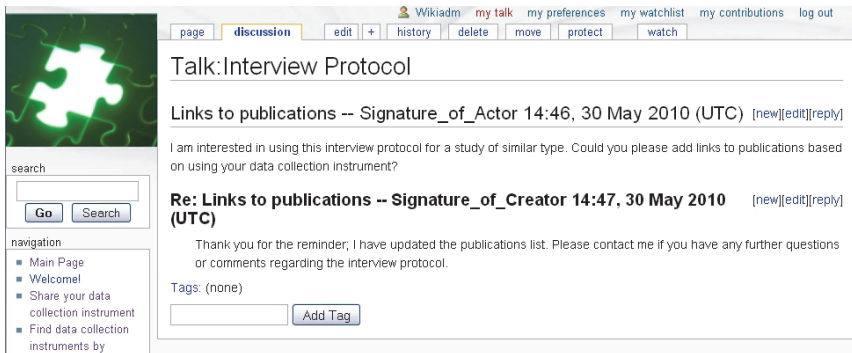 Wikiadm my talk my preferences my watchlist my contributions log out
page discussion edit + history delete move protect watch
Talk:Interview Protocol
Links to publications -- Signature_of_Actor 14:46, 30 May 2010 (UTC) [new][edit][reply]
I am interested in using this interview protocol for a study of similar type. Could you please add links to publications based
on using your data collection instrument?
Re: Links to publications -- Signature_of_Creator 14:47, 30 May 2010 [new][edit][reply]
(UTC)
Thank you for the reminder; I have updated the publications list. Please contact me if you have any further questions
or comments regarding the interview protocol.
Tags: (none)
Add Tag
search
Go Search
navigation
Main Page
Welcome!
Share your data
collection instrument
Find data collection
instruments by